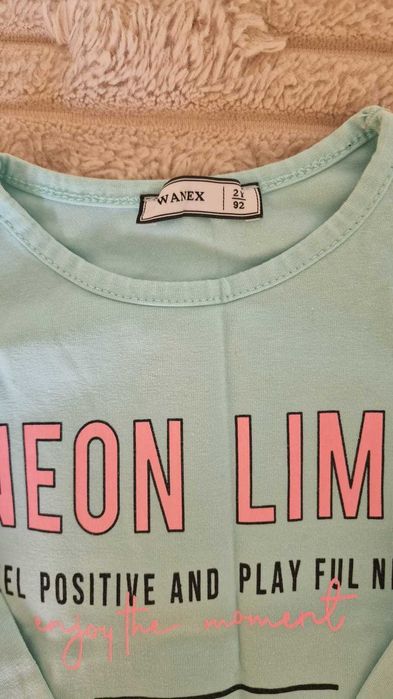 WANEX 2Y
92
NEON LIM
EL POSITIVE AND PLAY FUL N
enjoy the moment